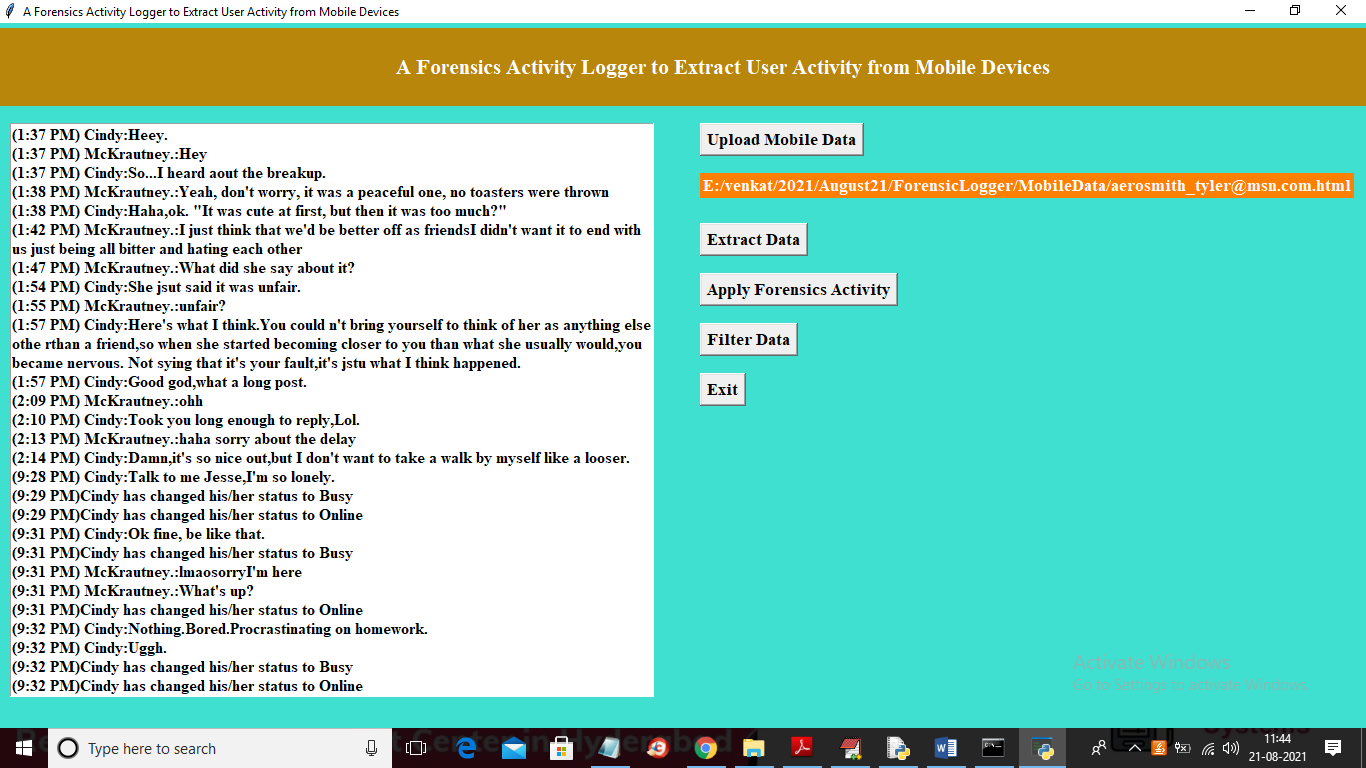 A Forensics Activity Logger to Extract User Activity from Mobile Devices
A Forensics Activity Logger to Extract User Activity from Mobile Devices
(1:37 PM) Cindy:Heey.
(1:37 PM) McKrautney.:Hey
(1:37 PM) Cindy:So...I heard aout the breakup.
(1:38 PM) McKrautney.:Yeah, don't worry, it was a peaceful one, no toasters were thrown
(1:38 PM) Cindy:Haha,ok. "It was cute at first, but then it was too much?"
(1:42 PM) McKrautney.:I just think that we'd be better off as friendsI didn't want it to end with
us just being all bitter and hating each other
(1:47 PM) McKrautney.:What did she say about it?
(1:54 PM) Cindy:She jsut said it was unfair.
(1:55 PM) McKrautney.:unfair?
(1:57 PM) Cindy:Here's what I think.You could n't bring yourself to think of her as anything else
othe rthan a friend,so when she started becoming closer to you than what she usually would,you
became nervous. Not sying that it's your fault,it's jstu what I think happened.
(1:57 PM) Cindy:Good god,what a long post.
(2:09 PM) McKrautney.:ohh
(2:10 PM) Cindy:Took you long enough to reply,Lol.
(2:13 PM) McKrautney.:haha sorry about the delay
(2:14 PM) Cindy:Damn,it's so nice out,but I don't want to take a walk by myself like a looser.
(9:28 PM) Cindy:Talk to me Jesse,I'm so lonely.
(9:29 PM)Cindy has changed his/her status to Busy
(9:29 PM)Cindy has changed his/her status to Online
(9:31 PM) Cindy:Ok fine, be like that.
(9:31 PM)Cindy has changed his/her status to Busy
(9:31 PM) McKrautney.:lmaosorryI'm here
(9:31 PM) McKrautney.:What's up?
(9:31 PM)Cindy has changed his/her status to Online
(9:32 PM) Cindy:Nothing.Bored.Procrastinating on homework.
(9:32 PM) Cindy:Uggh.
(9:32 PM)Cindy has changed his/her status to Busy
(9:32 PM)Cindy has changed his/her status to Online
Upload Mobile Data
E:/venkat/2021/August21/ForensicLogger/MobileData/aerosmith_tyler@msn.com.html
Extract Data
Apply Forensics Activity
Filter Data
Exit
Activate Windows
Go to Settings to activate Windows.
Type here to search
11:44
21-08-2021